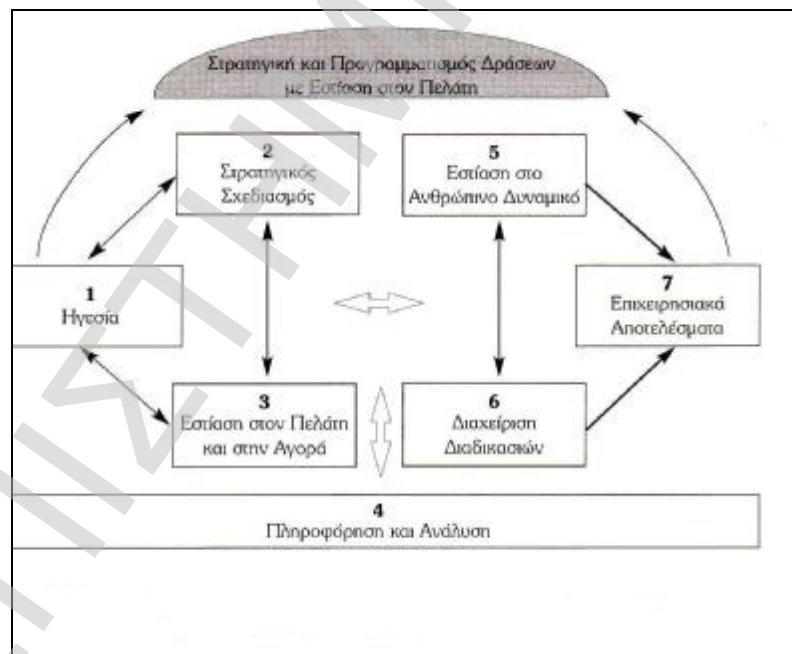 Στρατηγική και Προγραμματισμός Δράσεων
με Εστίαση στον Πελάτη
2
Στρατηγικός
Σχεδιασμός
5
Εστίαση στο
Ανθρώπινο Δυναμικό
1
Ηγεσία
7
Επιχειρησιακά
Αποτελέσματα
3
Εστίαση στον Πελάτη
και στην Αγορά
6
Διαχείριση
Διαδικασιών
4
Πληροφόρηση και Ανάλυση